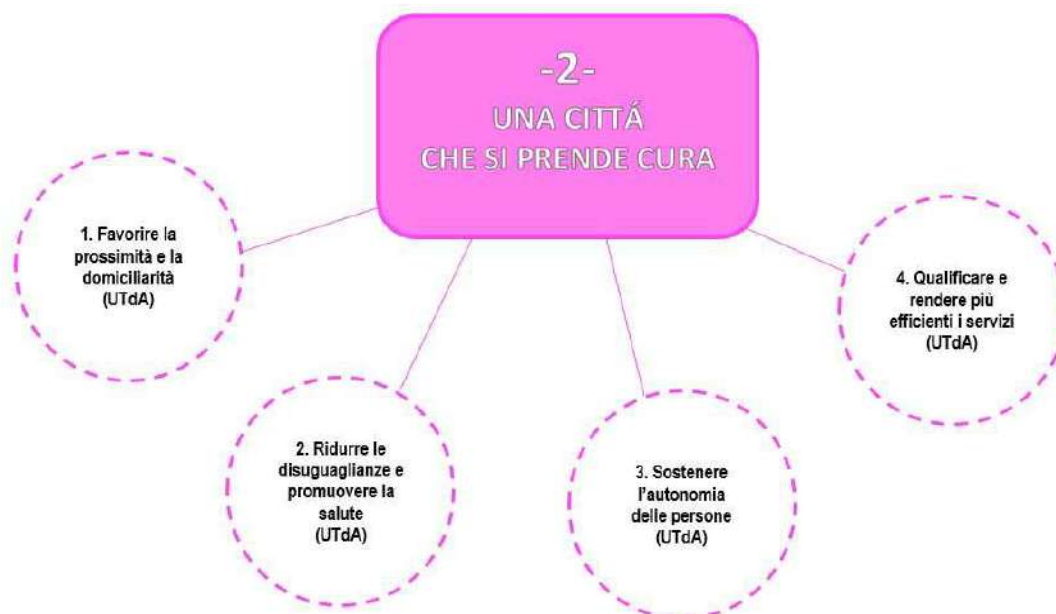 -2-
UNA CITTÁ
CHE SI PRENDE CURA
1. Favorire la
prossimità e la
domiciliarità
(UTdA)
2. Ridurre le
disuguaglianze e
promuovere la
salute
(UTdA)
3. Sostenere
l’autonomia
delle persone
(UTdA)
4. Qualificare e
rendere più
efficienti i servizi
(UTdA)